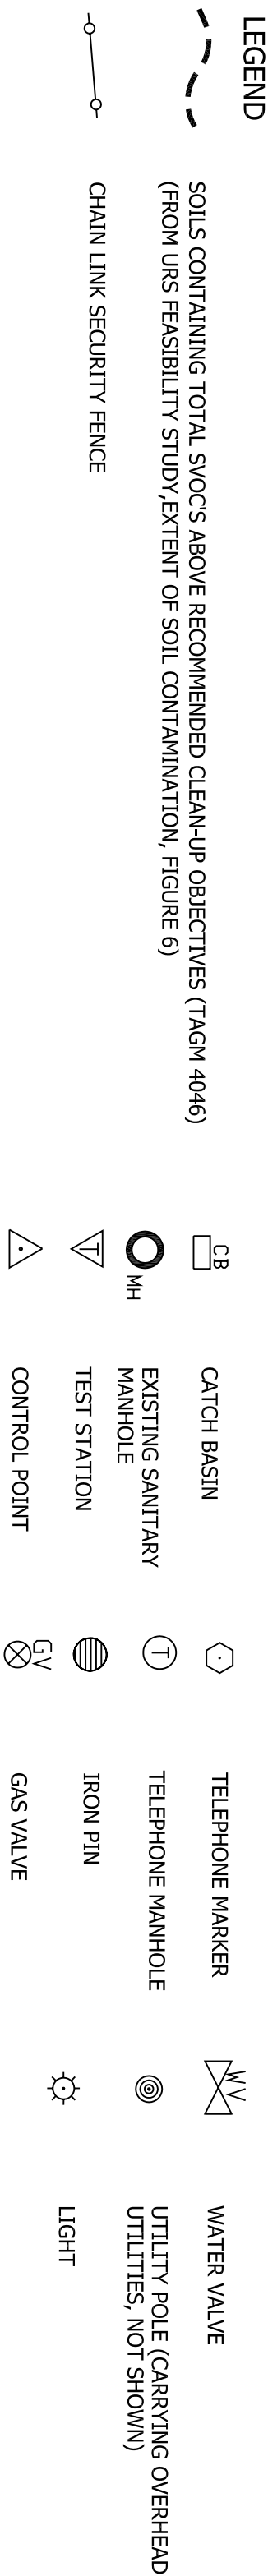 LEGEND
SOILS CONTAINING TOTAL SVOC'S ABOVE RECOMMENDED CLEAN-UP OBJECTIVES (TAGM 4046)
(FROM URS FEASIBILITY STUDY,EXTENT OF SOIL CONTAMINATION, FIGURE 6)
CHAIN LINK SECURITY FENCE
CB
CATCH BASIN
MH
EXISTING SANITARY
MANHOLE
T
TEST STATION
CONTROL POINT
TELEPHONE MARKER
T
TELEPHONE MANHOLE
IRON PIN
GV
GAS VALVE
WV
WATER VALVE
UTILITY POLE (CARRYING OVERHEAD
UTILITIES, NOT SHOWN)
LIGHT